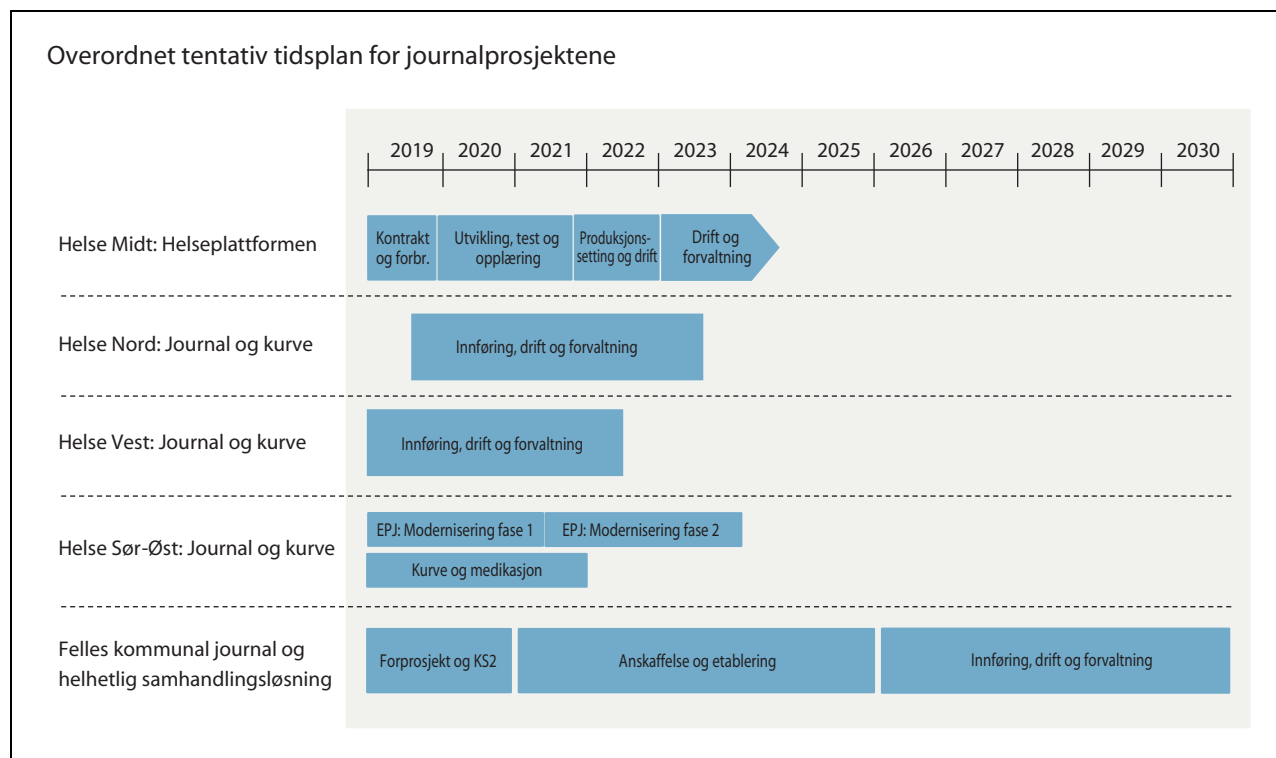 Overordnet tentativ tidsplan for journalprosjektene
2019 2020 2021 2022 2023 2024 2025 2026 2027 2028 2029 2030
Helse Midt: Helseplattformen
Kontrakt
og forbr.
Utvikling, test og
opplæring
Produksjons-
setting og drift
Drift og
forvaltning
Helse Nord: Journal og kurve
Innføring, drift og forvaltning
Helse Vest: Journal og kurve
Innføring, drift og forvaltning
Helse Sør-Øst: Journal og kurve
EPJ: Modernisering fase 1
EPJ: Modernisering fase 2
Kurve og medikasjon
Felles kommunal journal og
helhetlig samhandlingsløsning
Forprosjekt og KS2
Anskaffelse og etablering
Innføring, drift og forvaltning